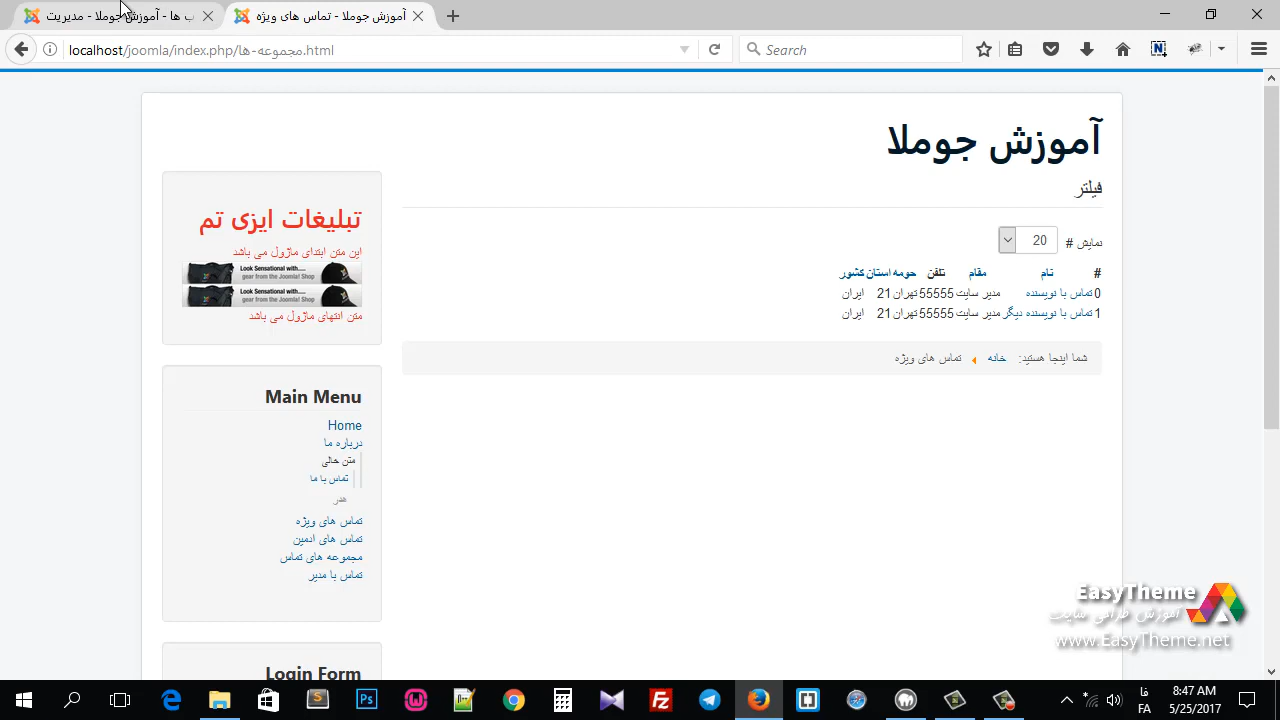 ب ها - آموزش جوملا - مدیریت
آموزش جوملا - تماس های ویژه
localhost/joomla/index.php/مجموعه-ها.html
Search
آموزش جوملا
فیلتر
نمایش # 20
# نام مقام تلفن حومه استان کشور
0 تماس با نویسنده مدیر سایت 55555 تهران 21 ایران
1 تماس با نویسنده دیگر مدیر سایت 55555 تهران 21 ایران
شما اینجا هستید: خانه تماس های ویژه
تبلیغات ایزی تم
این متن ابتدای ماژول می باشد
Look Sensational with....
gear from the Joomla! Shop
Look Sensational with....
gear from the Joomla! Shop
متن انتهای ماژول می باشد
Main Menu
Home
درباره ما
متن خالی
تماس با ما
هدر
تماس های ویژه
تماس های ادمین
مجموعه های تماس
تماس با مدیر
Login Form
EasyTheme
آموزش طراحی سایت
www.EasyTheme.net
فا
FA
8:47 AM
5/25/2017